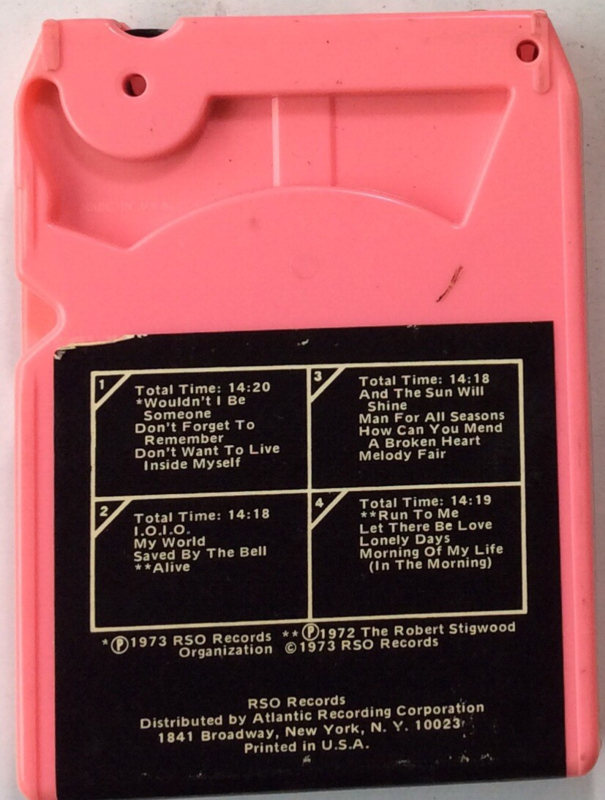 1
Total Time: 14:20
*Wouldn't I Be
Someone
Don't Forget To
Remember
Don't Want To Live
Inside Myself
2
Total Time: 14:18
I.O.I.O.
My World
Saved By The Bell
**Alive
3
Total Time: 14:18
And The Sun Will
Shine
Man For All Seasons
How Can You Mend
A Broken Heart
Melody Fair
4
Total Time: 14:19
**Run To Me
Let There Be Love
Lonely Days
Morning Of My Life
(In The Morning)
*Ⓟ1973 RSO Records **Ⓟ1972 The Robert Stigwood
Organization ©1973 RSO Records
RSO Records
Distributed by Atlantic Recording Corporation
1841 Broadway, New York, N. Y. 10023
Printed in U.S.A.